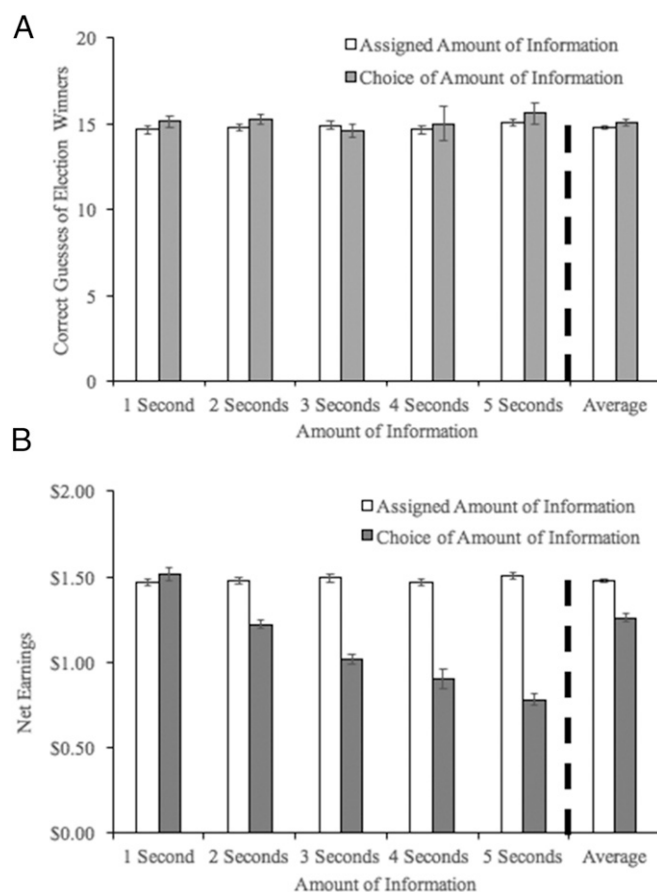 A
20
Assigned Amount of Information
Choice of Amount of Information
15
10
5
0
Correct Guesses of Election Winners
1 Second 2 Seconds 3 Seconds 4 Seconds 5 Seconds Average
Amount of Information
B
$2.00
Assigned Amount of Information
Choice of Amount of Information
$1.50
$1.00
$0.50
$0.00
Net Earnings
1 Second 2 Seconds 3 Seconds 4 Seconds 5 Seconds Average
Amount of Information